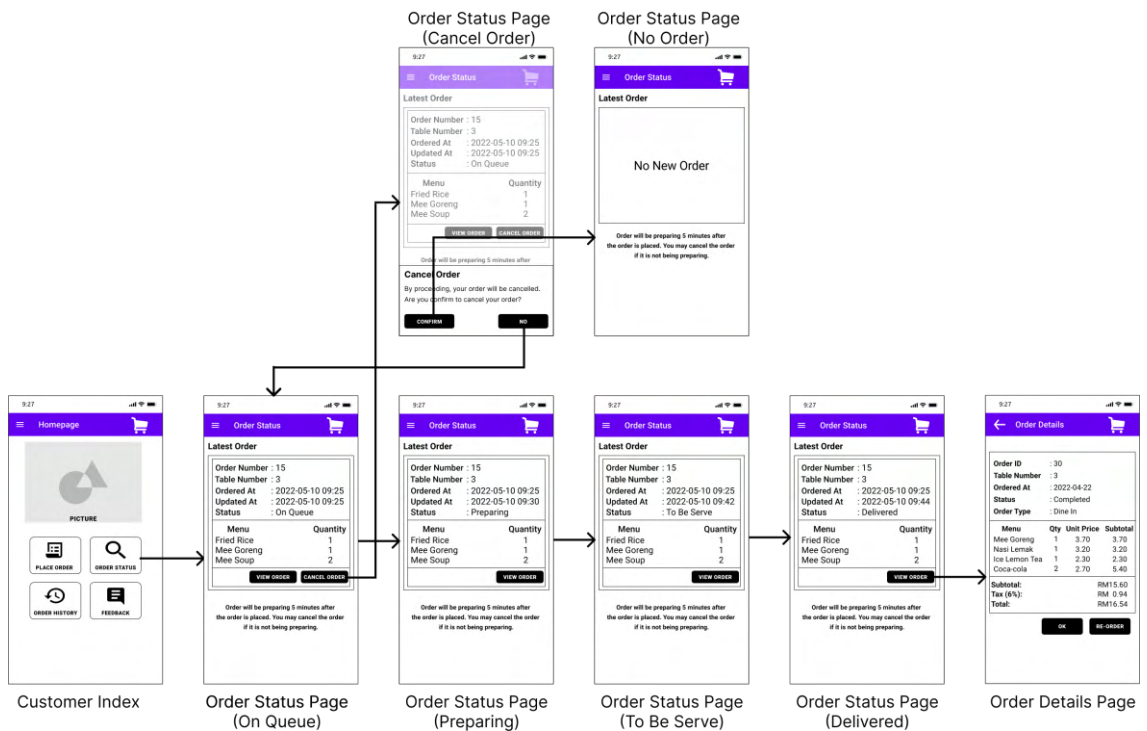 Order Status Page
(Cancel Order)
9:27
Order Status
Latest Order
Order Number : 15
Table Number : 3
Ordered At : 2022-05-10 09:25
Updated At : 2022-05-10 09:25
Status : On Queue
Menu Quantity
Fried Rice 1
Mee Goreng 1
Mee Soup 2
VIEW ORDER CANCEL ORDER
Order will be preparing 5 minutes after
Cancel Order
By proceeding, your order will be cancelled.
Are you confirm to cancel your order?
CONFIRM NO
Order Status Page
(No Order)
9:27
Order Status
Latest Order
No New Order
Order will be preparing 5 minutes after
the order is placed. You may cancel the order
if it is not being preparing.
9:27
Homepage
PICTURE
PLACE ORDER ORDER STATUS
ORDER HISTORY FEEDBACK
Customer Index
9:27
Order Status
Latest Order
Order Number : 15
Table Number : 3
Ordered At : 2022-05-10 09:25
Updated At : 2022-05-10 09:25
Status : On Queue
Menu Quantity
Fried Rice 1
Mee Goreng 1
Mee Soup 2
VIEW ORDER CANCEL ORDER
Order will be preparing 5 minutes after
the order is placed. You may cancel the order
if it is not being preparing.
Order Status Page
(On Queue)
9:27
Order Status
Latest Order
Order Number : 15
Table Number : 3
Ordered At : 2022-05-10 09:25
Updated At : 2022-05-10 09:30
Status : Preparing
Menu Quantity
Fried Rice 1
Mee Goreng 1
Mee Soup 2
VIEW ORDER
Order will be preparing 5 minutes after
the order is placed. You may cancel the order
if it is not being preparing.
Order Status Page
(Preparing)
9:27
Order Status
Latest Order
Order Number : 15
Table Number : 3
Ordered At : 2022-05-10 09:25
Updated At : 2022-05-10 09:42
Status : To Be Serve
Menu Quantity
Fried Rice 1
Mee Goreng 1
Mee Soup 2
VIEW ORDER
Order will be preparing 5 minutes after
the order is placed. You may cancel the order
if it is not being preparing.
Order Status Page
(To Be Serve)
9:27
Order Status
Latest Order
Order Number : 15
Table Number : 3
Ordered At : 2022-05-10 09:25
Updated At : 2022-05-10 09:44
Status : Delivered
Menu Quantity
Fried Rice 1
Mee Goreng 1
Mee Soup 2
VIEW ORDER
Order will be preparing 5 minutes after
the order is placed. You may cancel the order
if it is not being preparing.
Order Status Page
(Delivered)
9:27
Order Details
Order ID : 30
Table Number : 3
Ordered At : 2022-04-22
Status : Completed
Order Type : Dine In
Menu Qty Unit Price Subtotal
Mee Goreng 1 3.70 3.70
Nasi Lemak 1 3.20 3.20
Ice Lemon Tea 1 2.30 2.30
Coca-cola 2 2.70 5.40
Subtotal: RM15.60
Tax (6%): RM 0.94
Total: RM16.54
OK RE-ORDER
Order Details Page